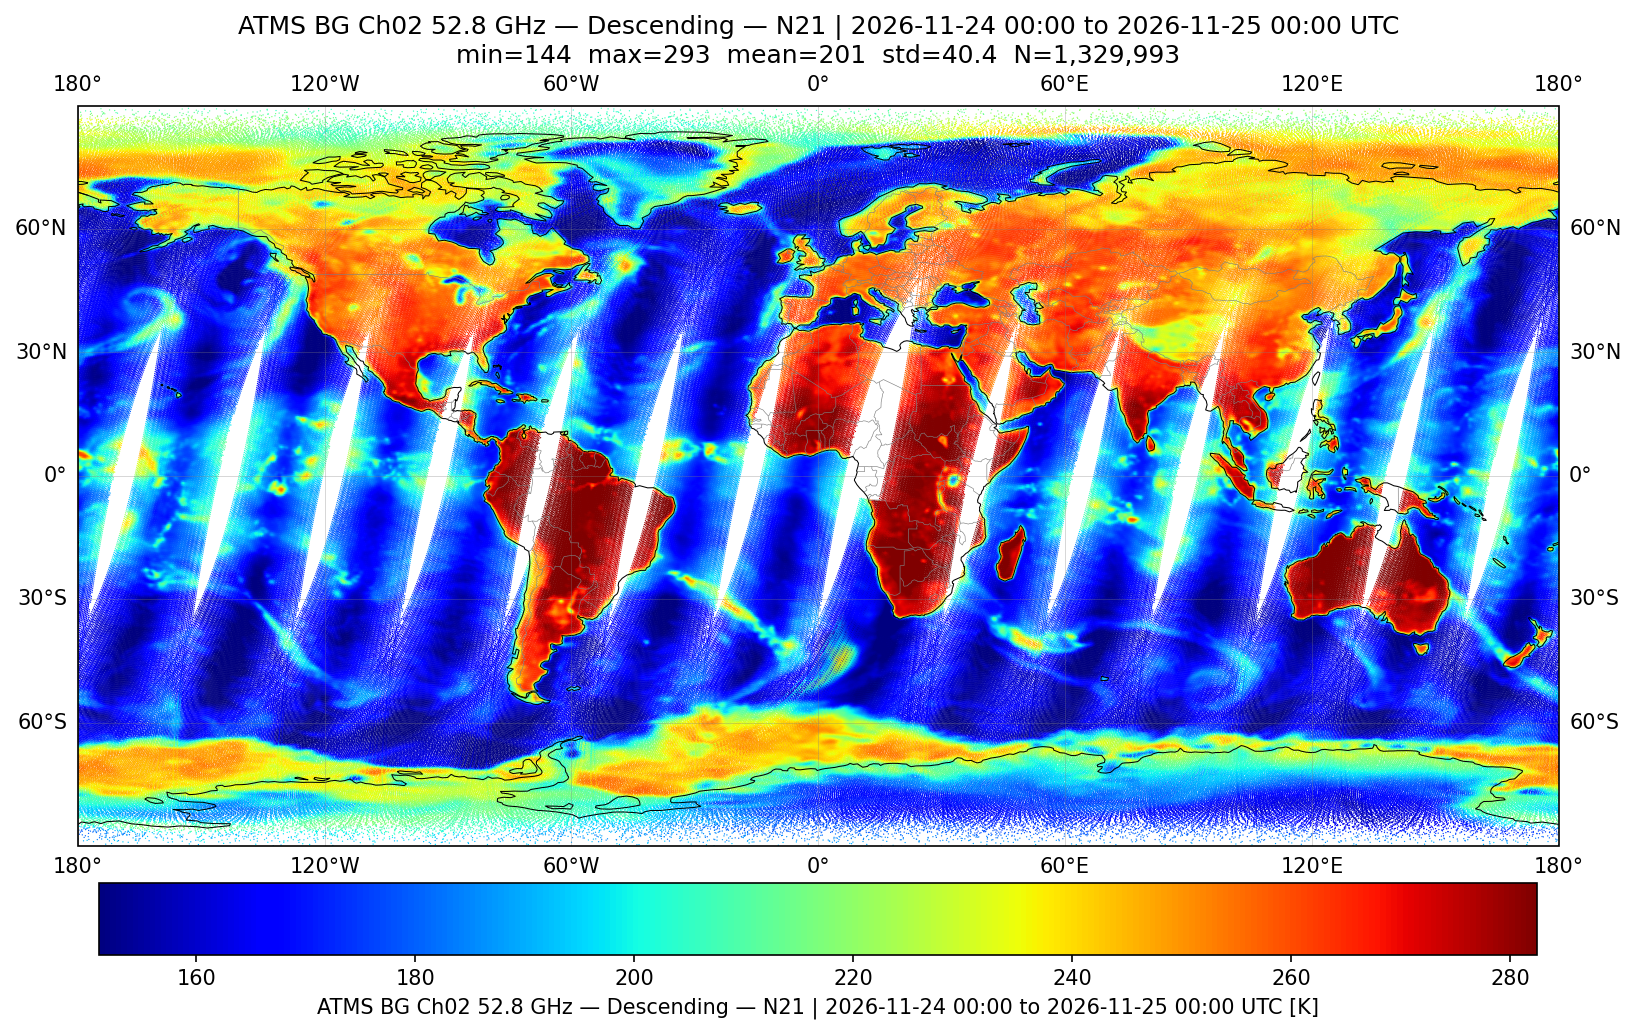 ATMS BG Ch02 52.8 GHz — Descending — N21 | 2026-11-24 00:00 to 2026-11-25 00:00 UTC
min=144 max=293 mean=201 std=40.4 N=1,329,993
180° 120°W 60°W 0° 60°E 120°E 180°
60°N 60°N
30°N 30°N
0° 0°
30°S 30°S
60°S 60°S
180° 120°W 60°W 0° 60°E 120°E 180°
160 180 200 220 240 260 280
ATMS BG Ch02 52.8 GHz — Descending — N21 | 2026-11-24 00:00 to 2026-11-25 00:00 UTC [K]